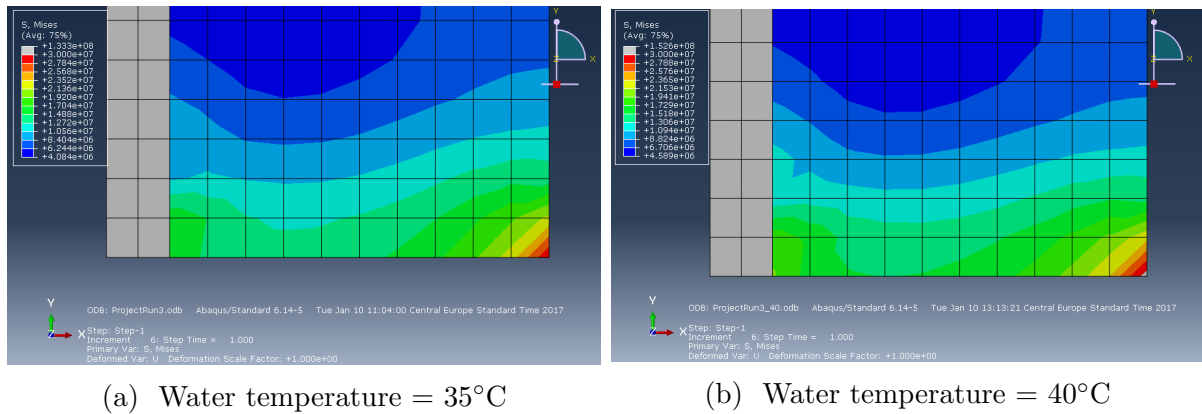 S, Mises
(Avg: 75%)
+1.333e+08
+3.000e+07
+2.784e+07
+2.568e+07
+2.352e+07
+2.136e+07
+1.920e+07
+1.704e+07
+1.488e+07
+1.272e+07
+1.056e+07
+8.404e+06
+6.244e+06
+4.084e+06
Y
Z
X
Y
Z
X
ODB: ProjectRun3.odb Abaqus/Standard 6.14-5 Tue Jan 10 11:04:00 Central Europe Standard Time 2017
Step: Step-1
Increment 6: Step Time = 1.000
Primary Var: S, Mises
Deformed Var: U Deformation Scale Factor: +1.000e+00
(a) Water temperature = 35°C
S, Mises
(Avg: 75%)
+1.526e+08
+3.000e+07
+2.788e+07
+2.576e+07
+2.365e+07
+2.153e+07
+1.941e+07
+1.729e+07
+1.518e+07
+1.306e+07
+1.094e+07
+8.824e+06
+6.706e+06
+4.589e+06
Y
Z
X
Y
Z
X
ODB: ProjectRun3_40.odb Abaqus/Standard 6.14-5 Tue Jan 10 13:13:21 Central Europe Standard Time 2017
Step: Step-1
Increment 6: Step Time = 1.000
Primary Var: S, Mises
Deformed Var: U Deformation Scale Factor: +1.000e+00
(b) Water temperature = 40°C